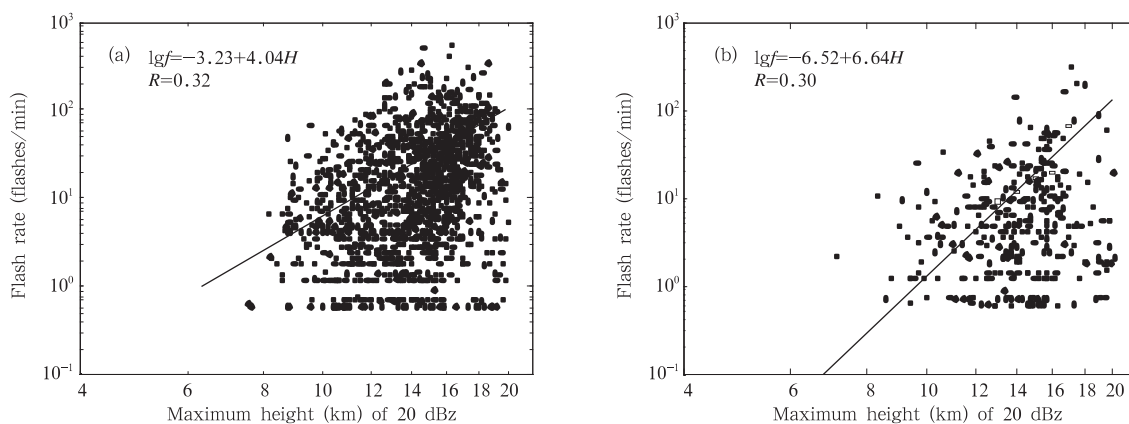 (a) lgf=−3.23+4.04H
R=0.32
Flash rate (flashes/min)
10³
10²
10¹
10⁰
10⁻¹
4 6 8 10 12 14 16 18 20
Maximum height (km) of 20 dBz
(b) lgf=−6.52+6.64H
R=0.30
Flash rate (flashes/min)
10³
10²
10¹
10⁰
10⁻¹
4 6 8 10 12 14 16 18 20
Maximum height (km) of 20 dBz